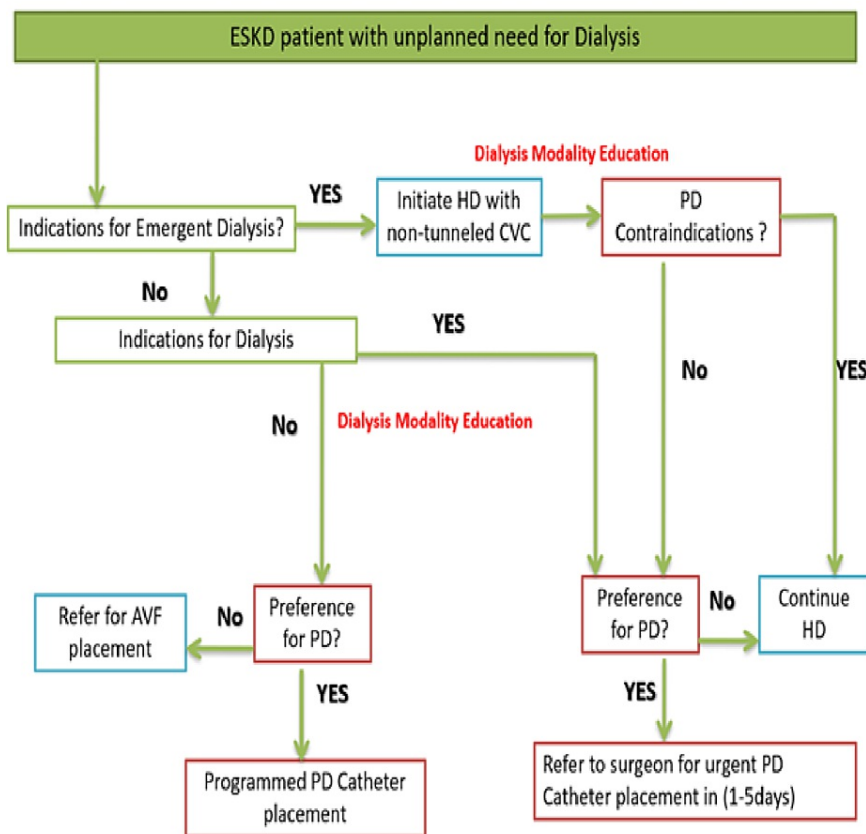 ESKD patient with unplanned need for Dialysis
Dialysis Modality Education
YES
Initiate HD with
non-tunneled CVC
PD
Contraindications ?
Indications for Emergent Dialysis?
No
Indications for Dialysis
YES
No
YES
No
Dialysis Modality Education
Refer for AVF
placement
No
Preference
for PD?
Preference
for PD?
No
Continue
HD
YES
YES
Programmed PD Catheter
placement
Refer to surgeon for urgent PD
Catheter placement in (1-5days)